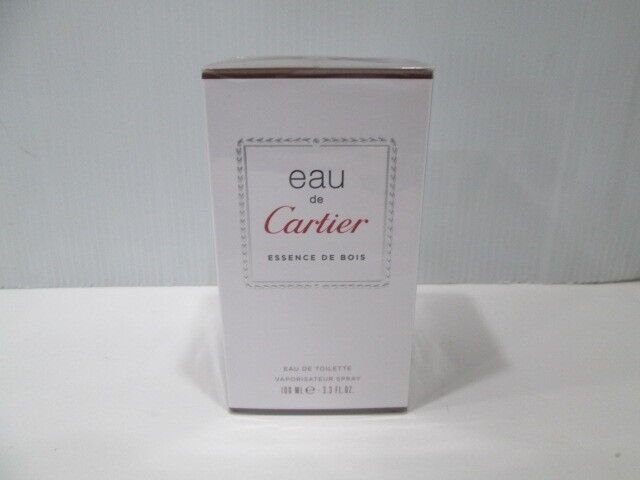 eau
de
Cartier
ESSENCE DE BOIS
EAU DE TOILETTE
VAPORISATEUR SPRAY
100 ML ℮ - 3.3 FL.OZ.